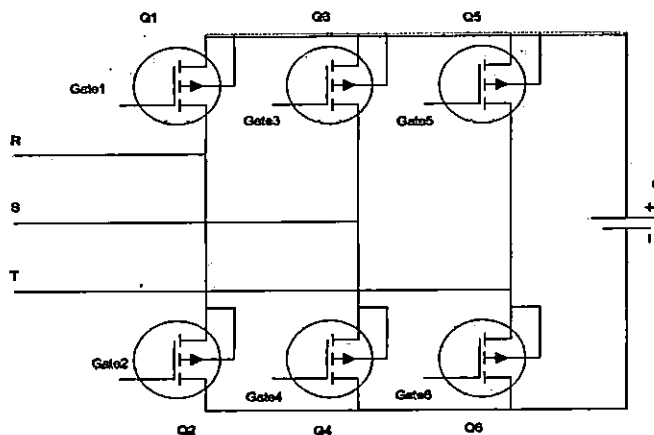 Q1 Q3 Q5
Gate1 Gate3 Gate5
R
S
+
T
Gate2 Gate4 Gate6
Q2 Q4 Q6